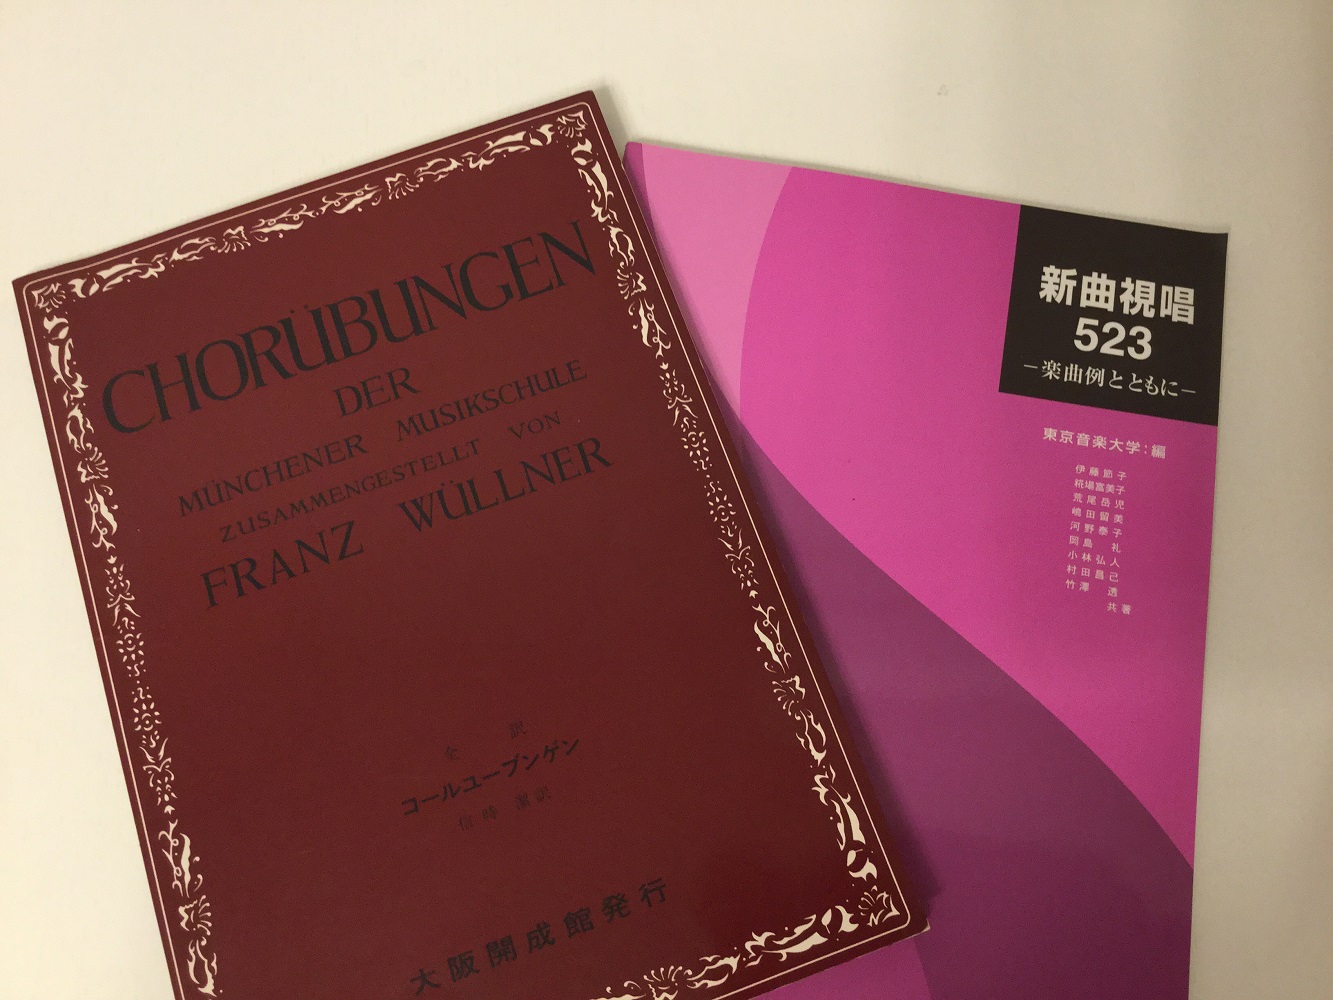 CHORÜBUNGEN
DER
MÜNCHENER MUSIKSCHULE
ZUSAMMENGESTELLT VON
FRANZ WÜLLNER
全訳
コールユーブンゲン
信時 潔訳
大阪開成館発行
新曲視唱
523
－楽曲例とともに－
東京音楽大学：編
伊藤節子
糀場富美子
荒尾岳児
嶋田留美
河野泰子
岡島 礼
小林弘人
村田昌己
竹澤 透
共著